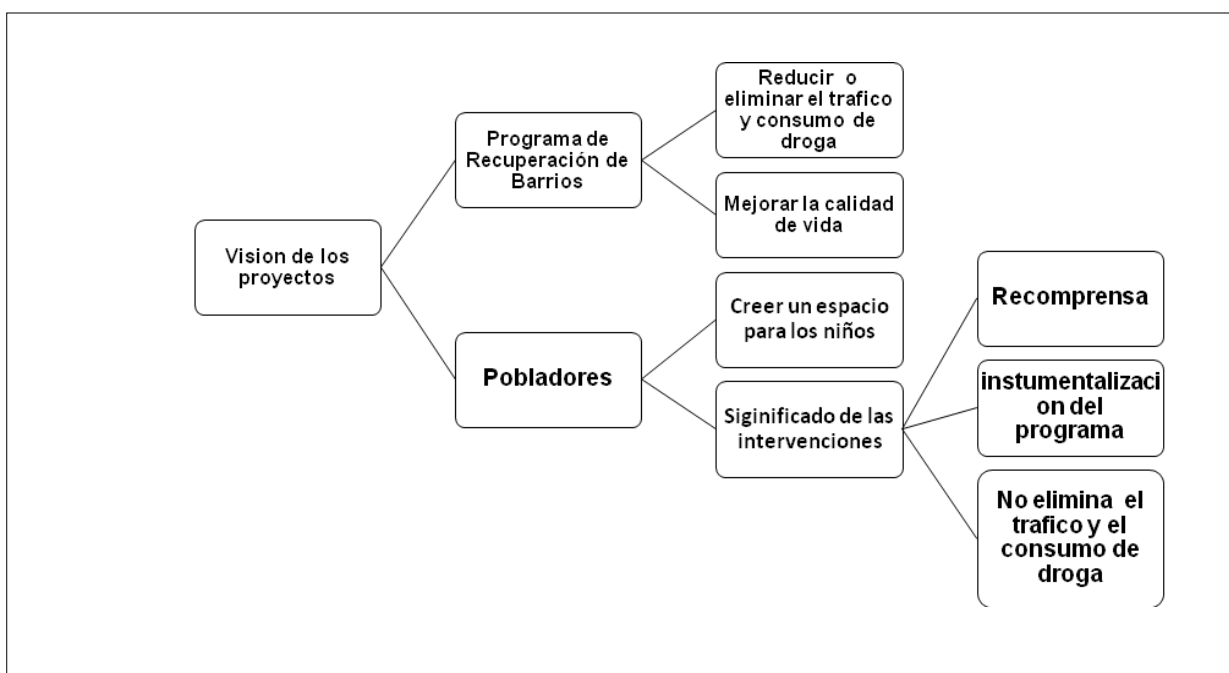 Vision de los
proyectos
Programa de
Recuperación de
Barrios
Reducir o
eliminar el trafico
y consumo de
droga
Mejorar la calidad
de vida
Pobladores
Creer un espacio
para los niños
Siginificado de las
intervenciones
Recomprensa
instumentalizaci
on del
programa
No elimina el
trafico y el
consumo de
droga